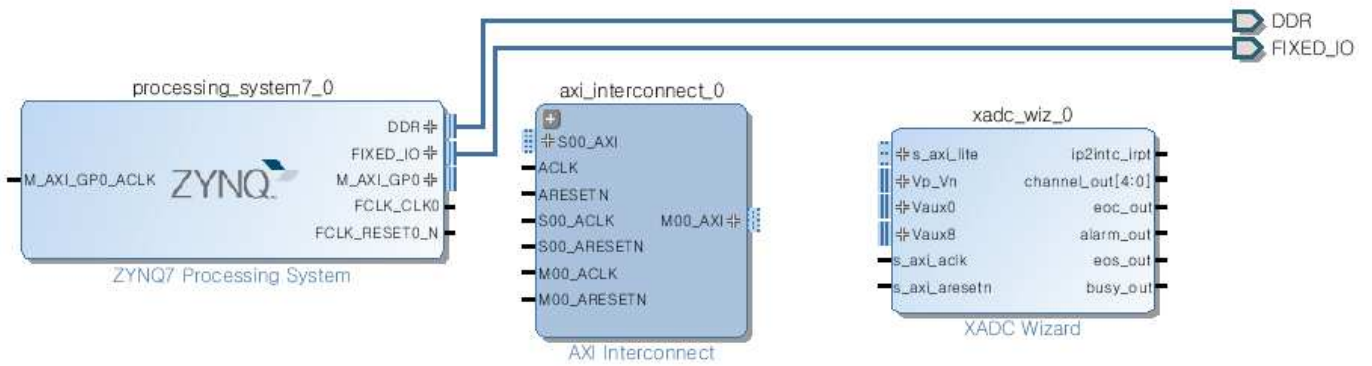 DDR
FIXED_IO
processing_system7_0
DDR
FIXED_IO
M_AXI_GP0_ACLK
ZYNQ
M_AXI_GP0
FCLK_CLK0
FCLK_RESET0_N
ZYNQ7 Processing System
axi_interconnect_0
S00_AXI
ACLK
ARESETN
S00_ACLK
M00_AXI
S00_ARESETN
M00_ACLK
M00_ARESETN
AXI Interconnect
xadc_wiz_0
s_axi_lite
ip2intc_irpt
Vp_Vn
channel_out[4:0]
Vaux0
eoc_out
Vaux8
alarm_out
s_axi_aclk
eos_out
s_axi_aresetn
busy_out
XADC Wizard